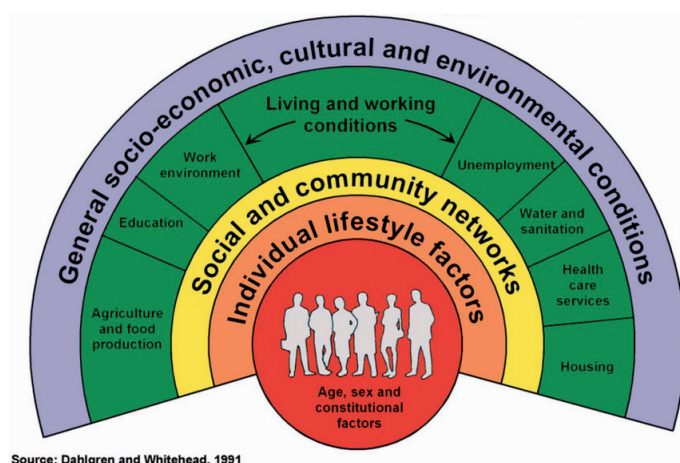 General socio-economic, cultural and environmental conditions
Living and working
conditions
Work
environment
Unemployment
Education
Water and
sanitation
Agriculture
and food
production
Health
care
services
Housing
Social and community networks
Individual lifestyle factors
Age, sex and
constitutional
factors
Source: Dahlgren and Whitehead, 1991